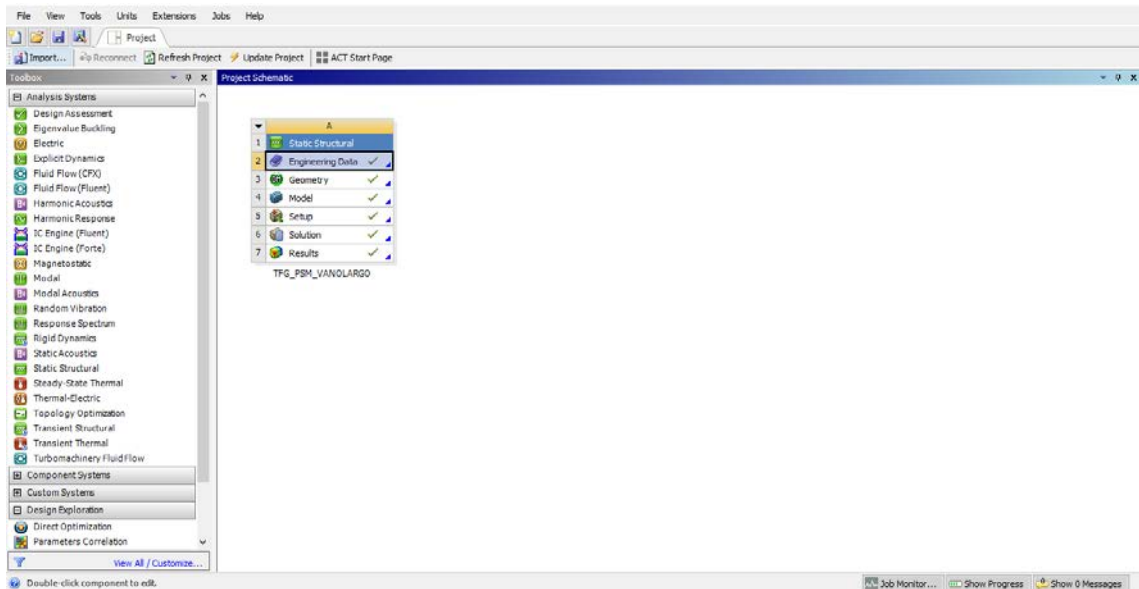 File View Tools Units Extensions Jobs Help
Project
Import... Reconnect Refresh Project Update Project ACT Start Page
Toolbox
Project Schematic
Analysis Systems
Design Assessment
Eigenvalue Buckling
Electric
Explicit Dynamics
Fluid Flow (CFX)
Fluid Flow (Fluent)
Harmonic Acoustics
Harmonic Response
IC Engine (Fluent)
IC Engine (Forte)
Magnetostatic
Modal
Modal Acoustics
Random Vibration
Response Spectrum
Rigid Dynamics
Static Acoustics
Static Structural
Steady-State Thermal
Thermal-Electric
Topology Optimization
Transient Structural
Transient Thermal
Turbomachinery Fluid Flow
Component Systems
Custom Systems
Design Exploration
Direct Optimization
Parameters Correlation
View All / Customize...
A
1 Static Structural
2 Engineering Data
3 Geometry
4 Model
5 Setup
6 Solution
7 Results
TFG_PSM_VANOLARGO
Double-click component to edit.
Job Monitor... Show Progress Show 0 Messages